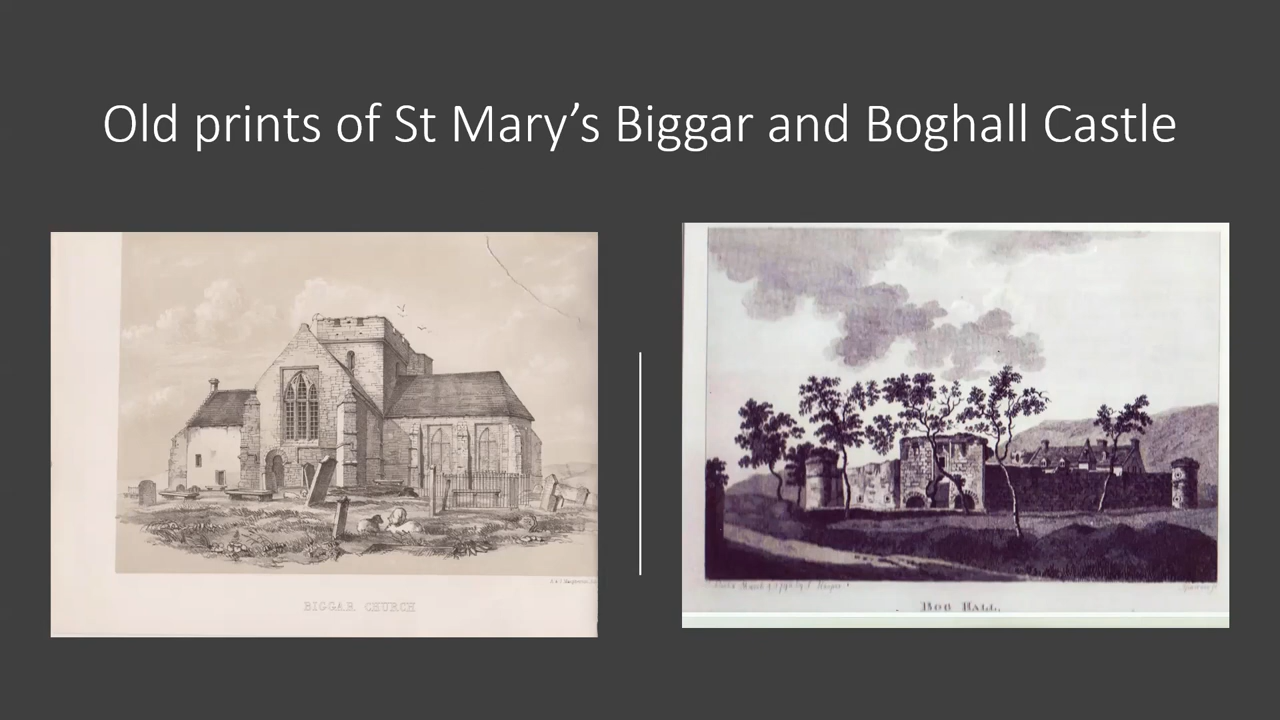 Old prints of St Mary’s Biggar and Boghall Castle
BIGGAR CHURCH
BOG HALL.